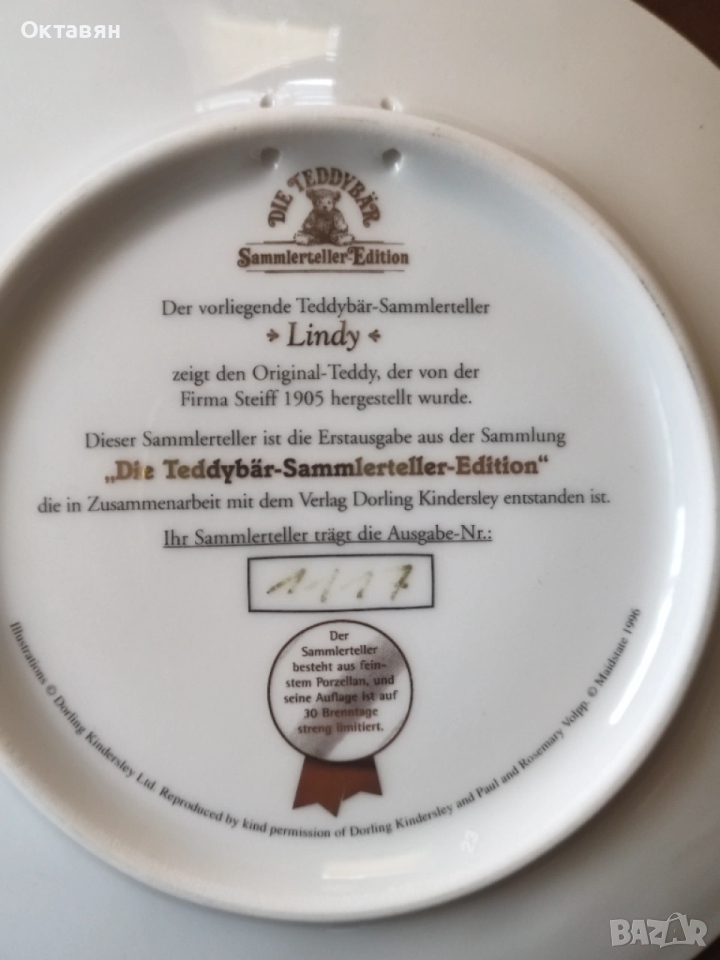 Октавян
DIE TEDDYBÄR
Sammlerteller-Edition
Der vorliegende Teddybär-Sammlerteller
Lindy
zeigt den Original-Teddy, der von der
Firma Steiff 1905 hergestellt wurde.
Dieser Sammlerteller ist die Erstausgabe aus der Sammlung
„Die Teddybär-Sammlerteller-Edition“
die in Zusammenarbeit mit dem Verlag Dorling Kindersley entstanden ist.
Ihr Sammlerteller trägt die Ausgabe-Nr.:
Der
Sammlerteller
besteht aus fein-
stem Porzellan, und
seine Auflage ist auf
30 Brenntage
streng limitiert.
Illustrations © Dorling Kindersley Ltd. Reproduced by kind permission of Dorling Kindersley and Paul and Rosemary Volpp. © Maidstate 1996
BAZAR